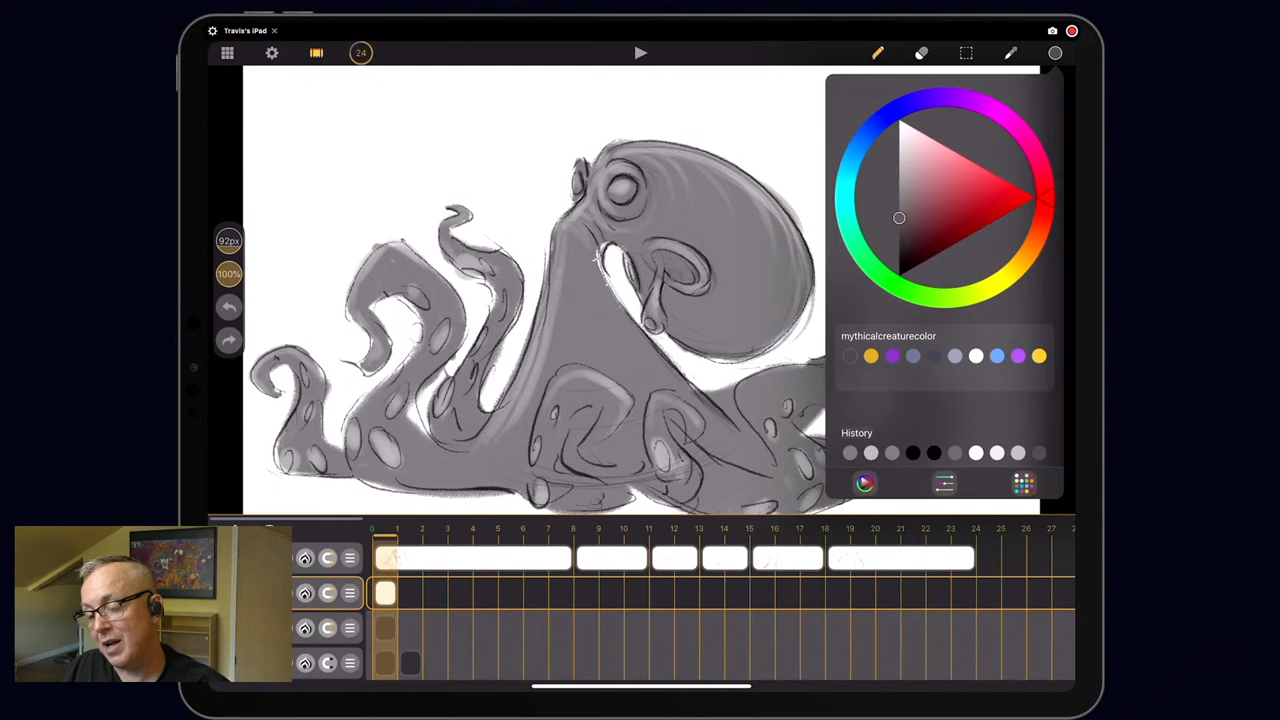 Travis's iPad
24
92px
100%
mythicalcreaturecolor
History
0 1 2 3 4 5 6 7 8 9 10 11 12 13 14 15 16 17 18 19 20 21 22 23 24 25 26 27